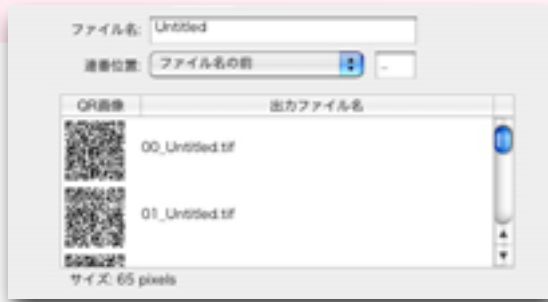 ファイル名: Untitled
連番位置: ファイル名の前 _
QR画像 出力ファイル名
00_Untitled.tif
01_Untitled.tif
サイズ: 65 pixels